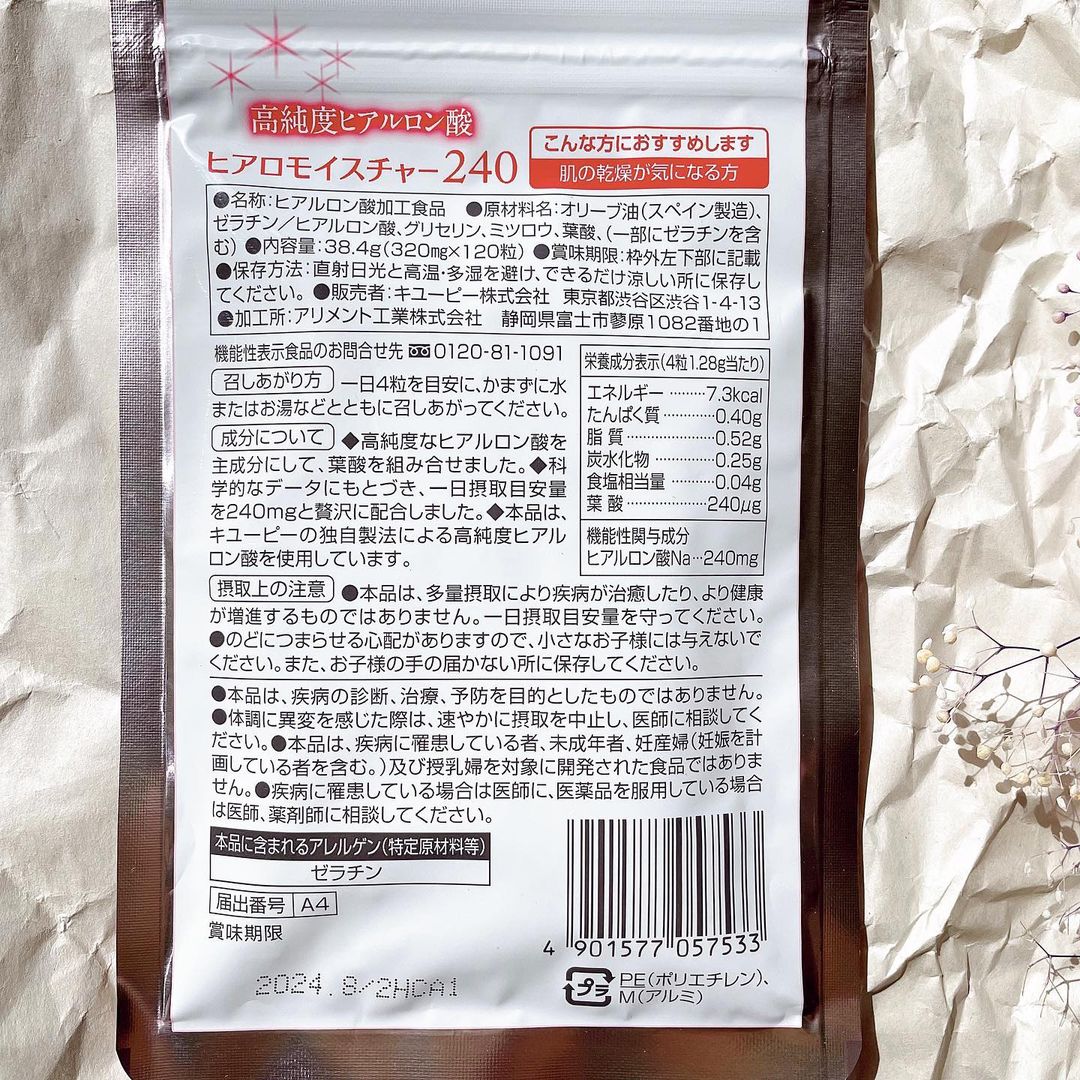 高純度ヒアルロン酸
ヒアロモイスチャー240
こんな方におすすめします
肌の乾燥が気になる方
●名称:ヒアルロン酸加工食品 ●原材料名:オリーブ油(スペイン製造)、
ゼラチン/ヒアルロン酸、グリセリン、ミツロウ、葉酸、(一部にゼラチンを含
む) ●内容量:38.4g(320mg×120粒) ●賞味期限:枠外左下部に記載
●保存方法:直射日光と高温・多湿を避け、できるだけ涼しい所に保存し
てください。 ●販売者:キユーピー株式会社 東京都渋谷区渋谷1-4-13
●加工所:アリメント工業株式会社 静岡県富士市蓼原1082番地の1
機能性表示食品のお問合せ先 0120-81-1091
召しあがり方 一日4粒を目安に、かまずに水
またはお湯などとともに召しあがってください。
成分について ◆高純度なヒアルロン酸を
主成分にして、葉酸を組み合せました。◆科
学的なデータにもとづき、一日摂取目安量
を240mgと贅沢に配合しました。◆本品は、
キユーピーの独自製法による高純度ヒアル
ロン酸を使用しています。
栄養成分表示(4粒1.28g当たり)
エネルギー………7.3kcal
たんぱく質…………0.40g
脂 質………………0.52g
炭水化物…………0.25g
食塩相当量………0.04g
葉 酸………………240μg
機能性関与成分
ヒアルロン酸Na…240mg
摂取上の注意 ●本品は、多量摂取により疾病が治癒したり、より健康
が増進するものではありません。一日摂取目安量を守ってください。
●のどにつまらせる心配がありますので、小さなお子様には与えないで
ください。また、お子様の手の届かない所に保存してください。
●本品は、疾病の診断、治療、予防を目的としたものではありません。
●体調に異変を感じた際は、速やかに摂取を中止し、医師に相談してく
ださい。●本品は、疾病に罹患している者、未成年者、妊産婦(妊娠を計
画している者を含む。)及び授乳婦を対象に開発された食品ではありま
せん。●疾病に罹患している場合は医師に、医薬品を服用している場合
は医師、薬剤師に相談してください。
本品に含まれるアレルゲン(特定原材料等)
ゼラチン
届出番号 A4
賞味期限
2024.8/2HCA1
4 901577 057533
プラ
PE(ポリエチレン)、
M(アルミ)